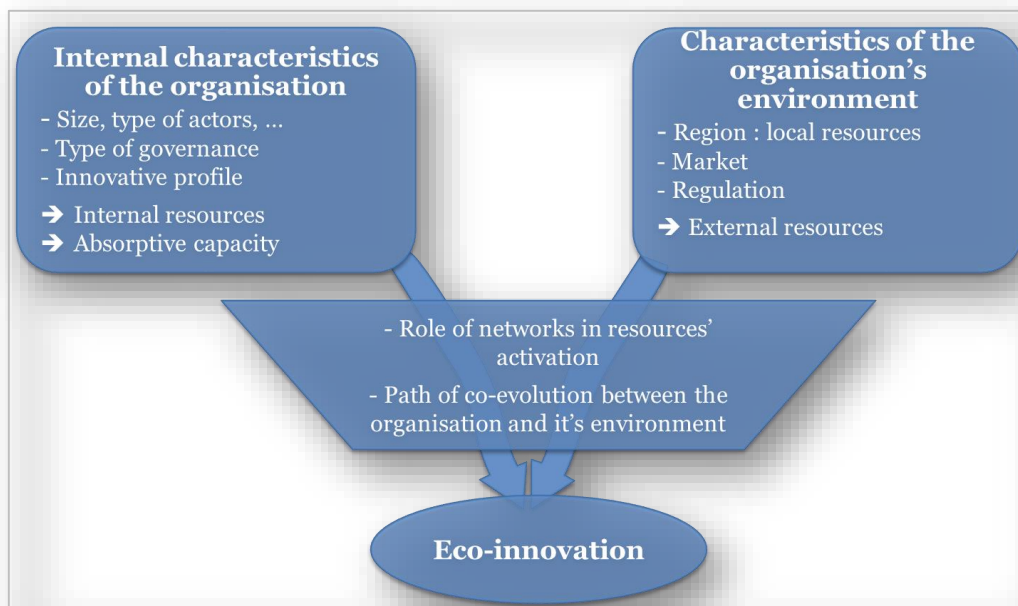 Internal characteristics
of the organisation
- Size, type of actors, ...
- Type of governance
- Innovative profile
➔ Internal resources
➔ Absorptive capacity
Characteristics of the
organisation's
environment
- Region : local resources
- Market
- Regulation
➔ External resources
- Role of networks in resources'
activation
- Path of co-evolution between the
organisation and it's environment
Eco-innovation